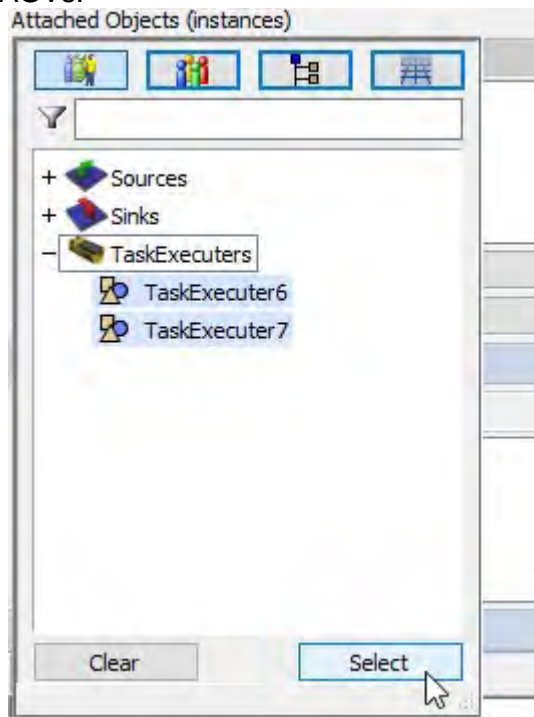 Attached Objects (instances)
+ Sources
+ Sinks
− TaskExecuters
TaskExecuter6
TaskExecuter7
Clear
Select